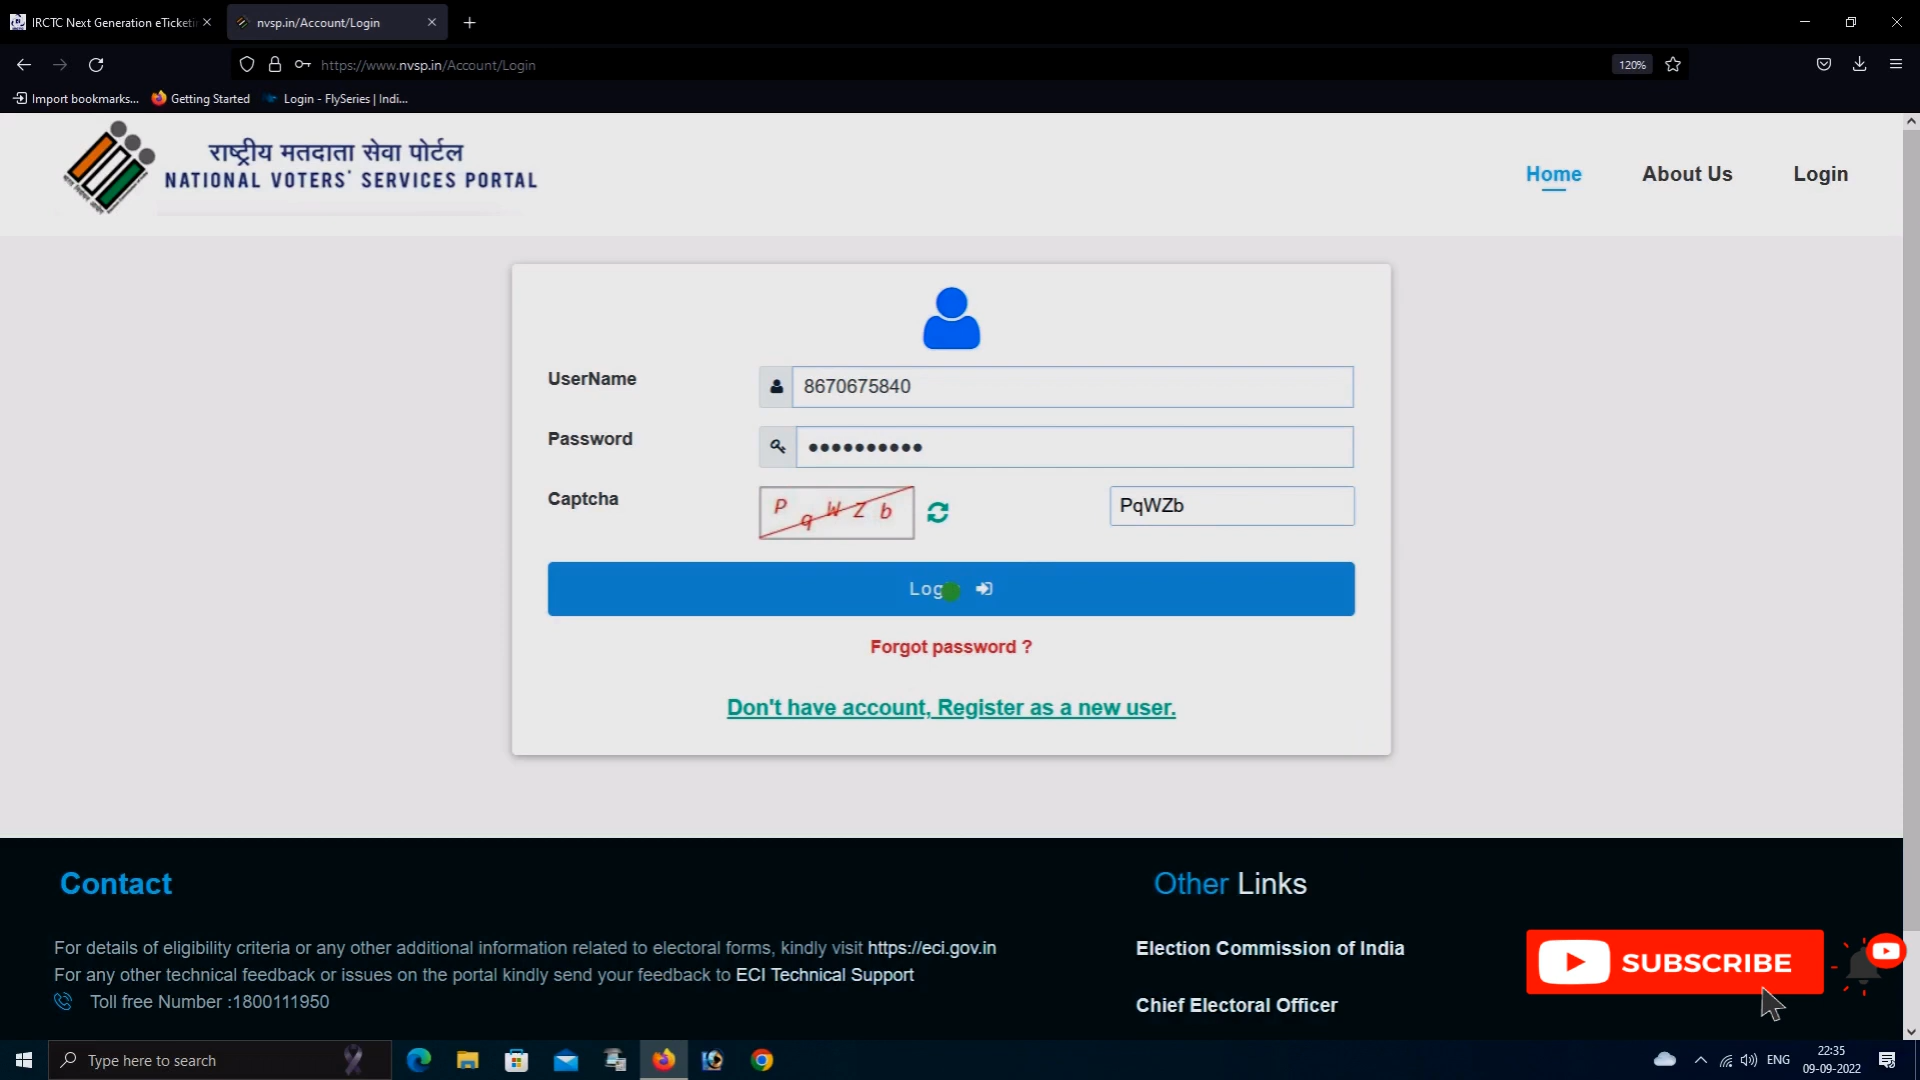 IRCTC Next Generation eTicketi
nvsp.in/Account/Login
https://www.nvsp.in/Account/Login
120%
Import bookmarks...
Getting Started
Login - FlySeries | Indi...
राष्ट्रीय मतदाता सेवा पोर्टल
NATIONAL VOTERS' SERVICES PORTAL
Home
About Us
Login
UserName
8670675840
Password
••••••••••
Captcha
P q W Z b
PqWZb
Log
Forgot password ?
Don't have account, Register as a new user.
Contact
For details of eligibility criteria or any other additional information related to electoral forms, kindly visit https://eci.gov.in
For any other technical feedback or issues on the portal kindly send your feedback to ECI Technical Support
Toll free Number :1800111950
Other Links
Election Commission of India
Chief Electoral Officer
SUBSCRIBE
Type here to search
ENG
22:35
09-09-2022